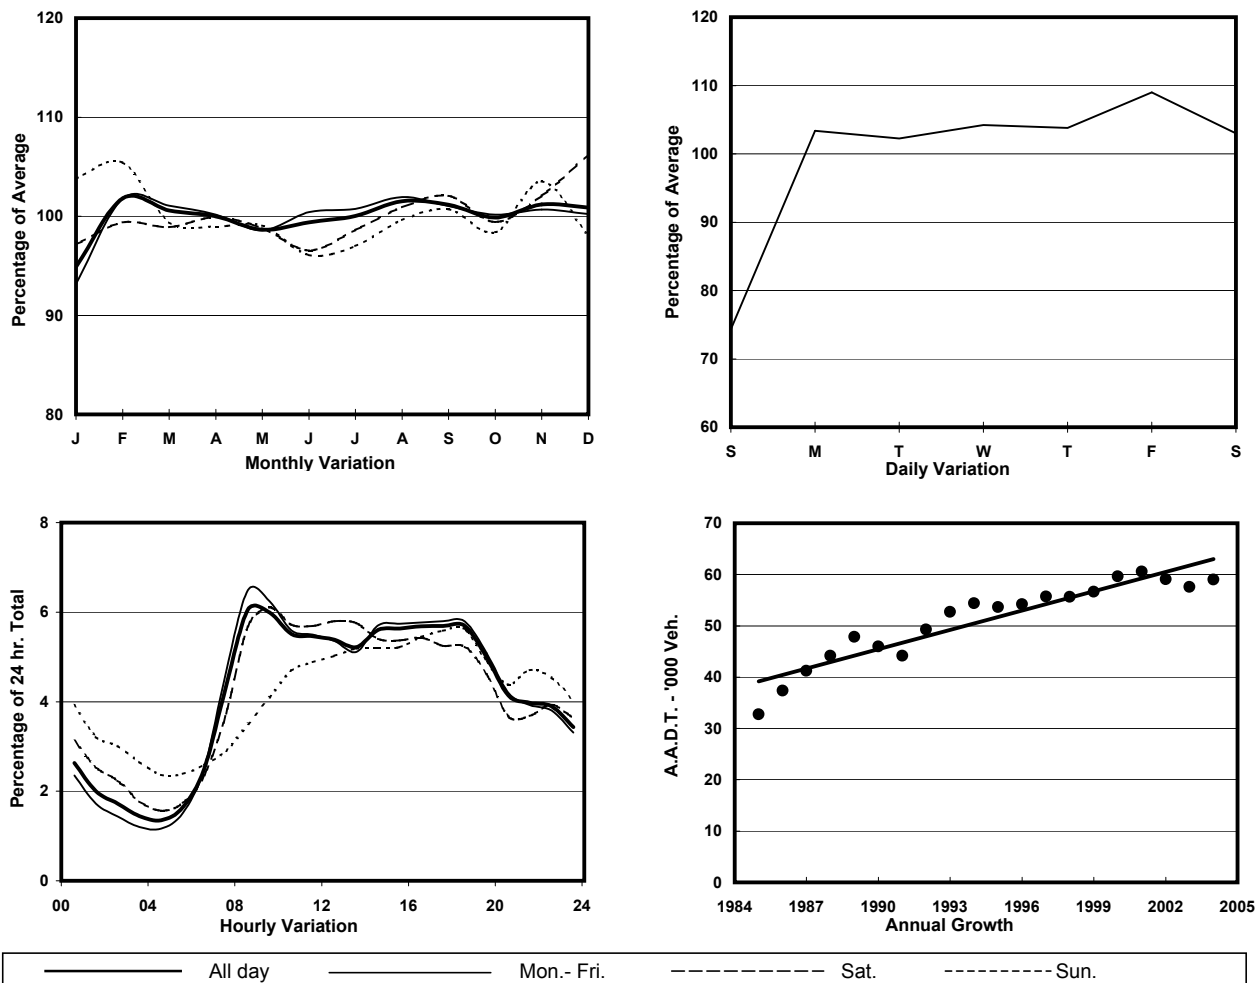 120
110
100
90
80
Percentage of Average
J F M A M J J A S O N D
Monthly Variation
120
110
100
90
80
70
60
Percentage of Average
S M T W T F S
Daily Variation
8
6
4
2
0
Percentage of 24 hr. Total
00 04 08 12 16 20 24
Hourly Variation
70
60
50
40
30
20
10
0
A.A.D.T. - '000 Veh.
1984 1987 1990 1993 1996 1999 2002 2005
Annual Growth
All day Mon.- Fri. Sat. Sun.